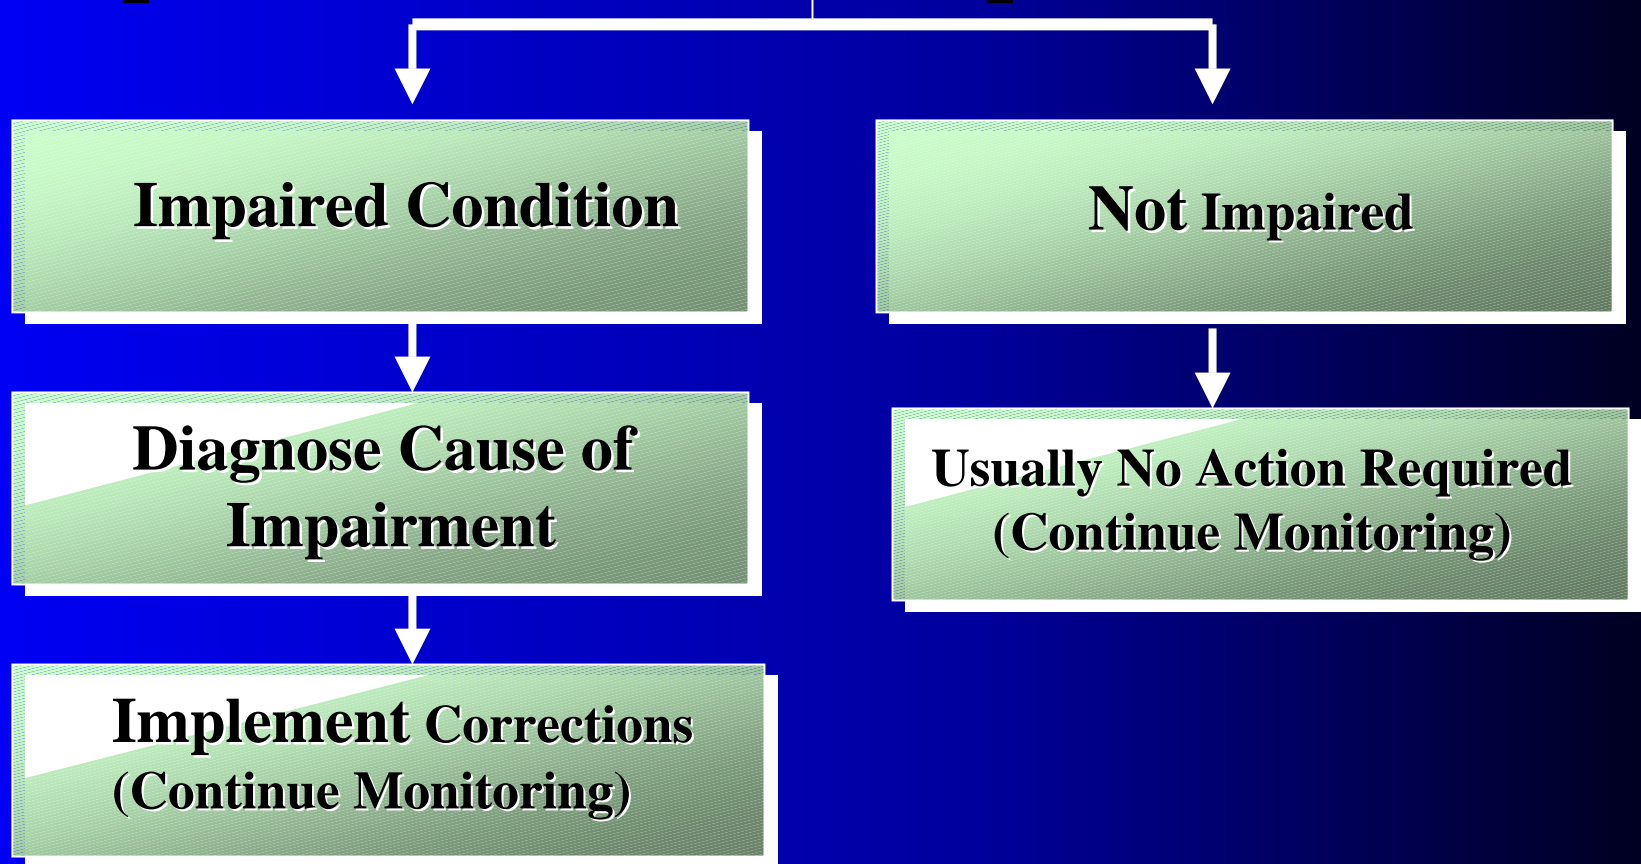 Impaired Condition
Not Impaired
Diagnose Cause of
Impairment
Usually No Action Required
(Continue Monitoring)
Implement Corrections
(Continue Monitoring)